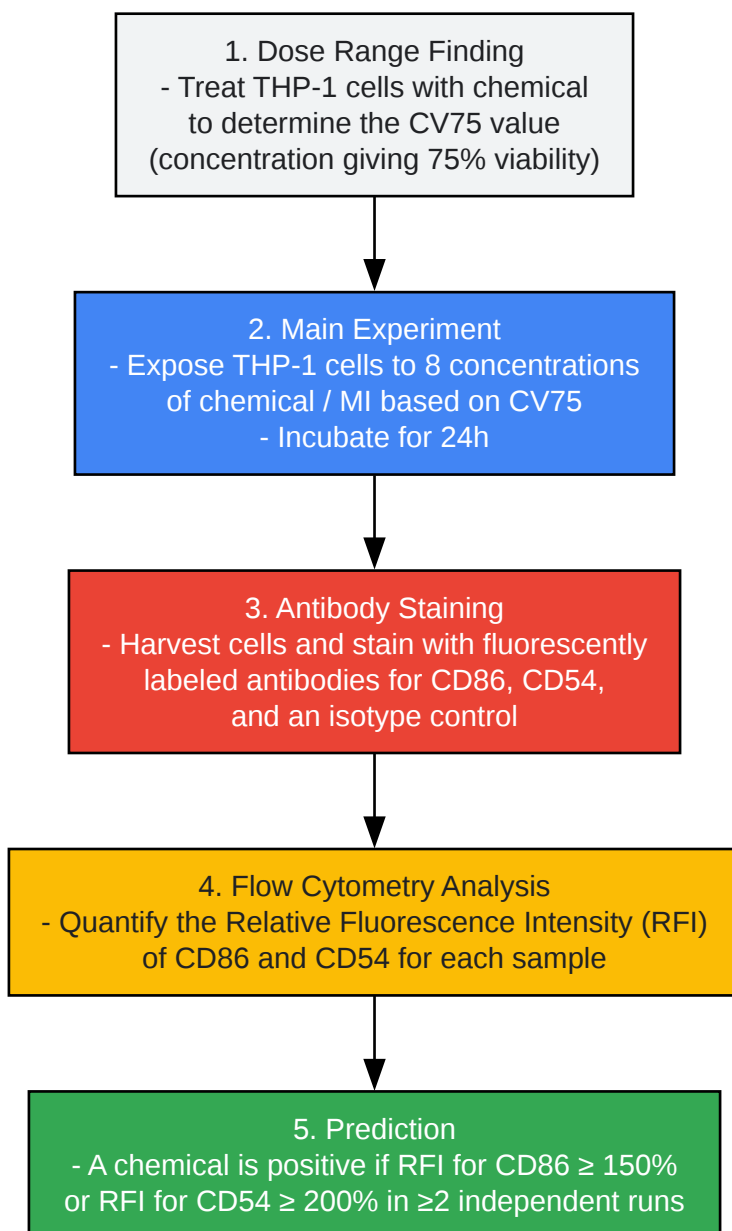 1. Dose Range Finding
- Treat THP-1 cells with chemical
to determine the CV75 value
(concentration giving 75% viability)
2. Main Experiment
- Expose THP-1 cells to 8 concentrations
of chemical / MI based on CV75
- Incubate for 24h
3. Antibody Staining
- Harvest cells and stain with fluorescently
labeled antibodies for CD86, CD54,
and an isotype control
4. Flow Cytometry Analysis
- Quantify the Relative Fluorescence Intensity (RFI)
of CD86 and CD54 for each sample
5. Prediction
- A chemical is positive if RFI for CD86 ≥ 150%
or RFI for CD54 ≥ 200% in ≥2 independent runs